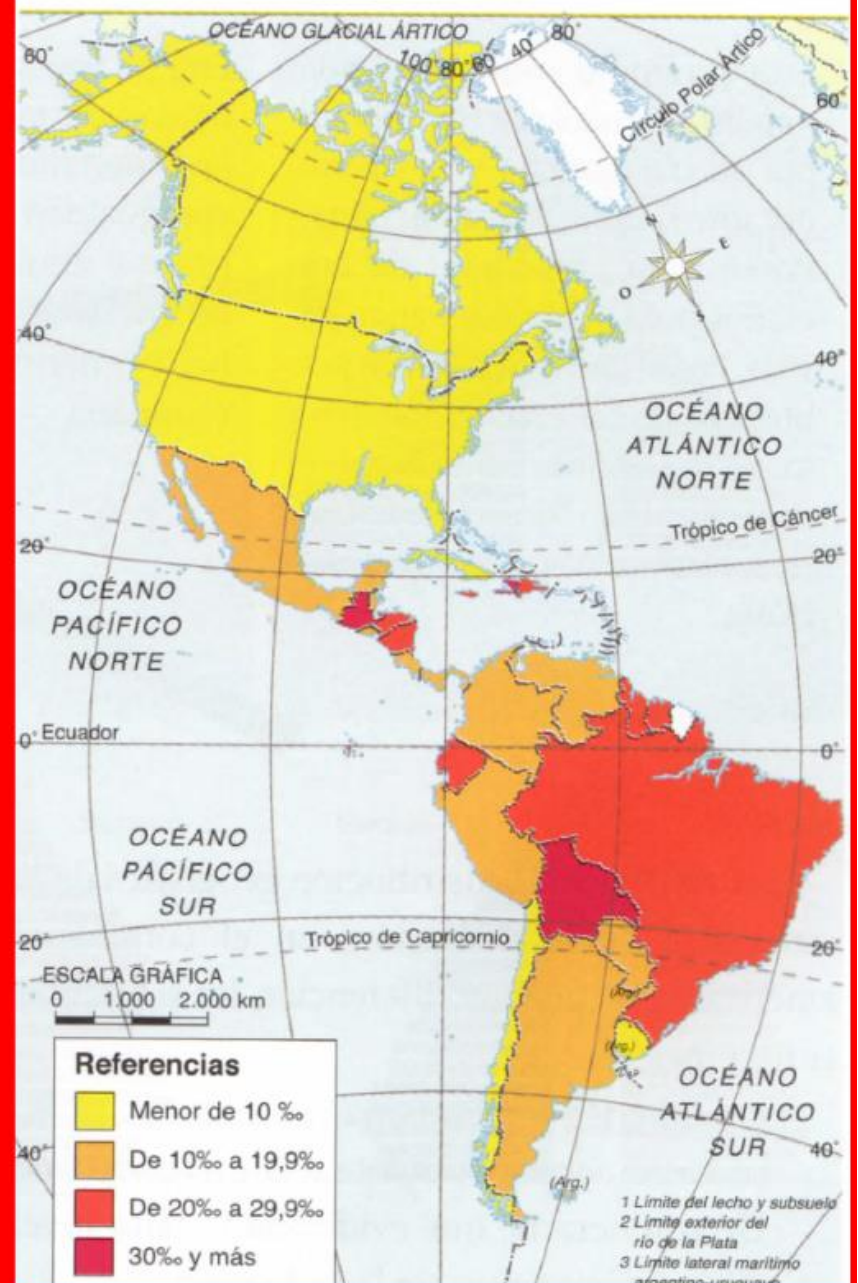 OCÉANO GLACIAL ÁRTICO
60°
100°
80°
60
40°
80°
Círculo Polar Ártico
60°
N
E
O
S
40°
40°
OCÉANO
ATLÁNTICO
NORTE
Trópico de Cáncer
20°
20°
OCÉANO
PACÍFICO
NORTE
Ecuador
0°
0°
OCÉANO
PACÍFICO
SUR
Trópico de Capricornio
20°
20°
ESCALA GRÁFICA
0 1000 2.000 km
(Arg.)
(Arg.)
Referencias
Menor de 10 ‰
De 10‰ a 19,9‰
De 20‰ a 29,9‰
30‰ y más
OCÉANO
ATLÁNTICO
SUR
40°
40°
(Arg.)
1 Límite del lecho y subsuelo
2 Límite exterior del
río de la Plata
3 Límite lateral marítimo
argentino-uruguayo